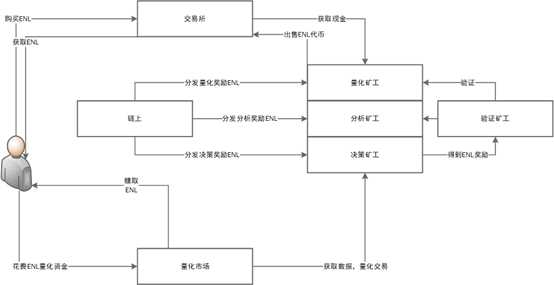 购买ENL
交易所
获取现金
获取ENL
出售ENL代币
分发量化奖励ENL
量化矿工
验证
链上
分发分析奖励ENL
分析矿工
验证矿工
分发决策奖励ENL
决策矿工
得到ENL奖励
赚取
ENL
花费ENL量化资金
量化市场
获取数据，量化交易